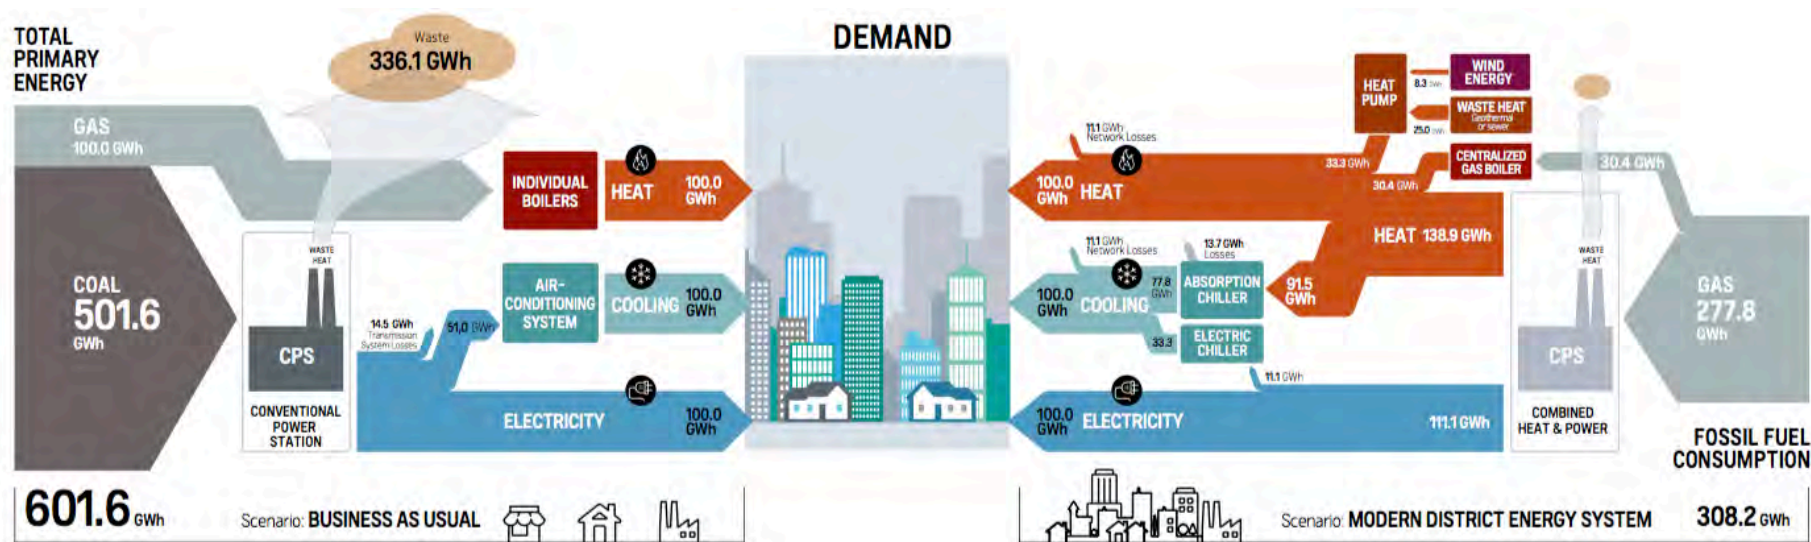 TOTAL
PRIMARY
ENERGY
GAS
100.0 GWh
COAL
501.6
GWh
Waste
336.1 GWh
WASTE
HEAT
CPS
CONVENTIONAL
POWER
STATION
14.5 GWh
Transmission
System Losses
51,0 GWh
INDIVIDUAL
BOILERS
HEAT
100.0
GWh
AIR-
CONDITIONING
SYSTEM
COOLING
100.0
GWh
ELECTRICITY
100.0
GWh
601.6 GWh
Scenario: BUSINESS AS USUAL
DEMAND
11.1 GWh
Network Losses
100.0
GWh
HEAT
11.1 GWh
Network Losses
100.0
GWh
COOLING
77.8
GWh
33.3
13.7 GWh
Losses
ABSORPTION
CHILLER
ELECTRIC
CHILLER
91.5
GWh
11.1 GWh
100.0
GWh
ELECTRICITY
111.1 GWh
HEAT
PUMP
8.3 GWh
WIND
ENERGY
25.0 GWh
WASTE HEAT
Geothermal
or sewer
33.3 GWh
30.4 GWh
CENTRALIZED
GAS BOILER
30.4 GWh
HEAT 138.9 GWh
WASTE
HEAT
CPS
COMBINED
HEAT & POWER
GAS
277.8
GWh
FOSSIL FUEL
CONSUMPTION
Scenario: MODERN DISTRICT ENERGY SYSTEM
308.2 GWh